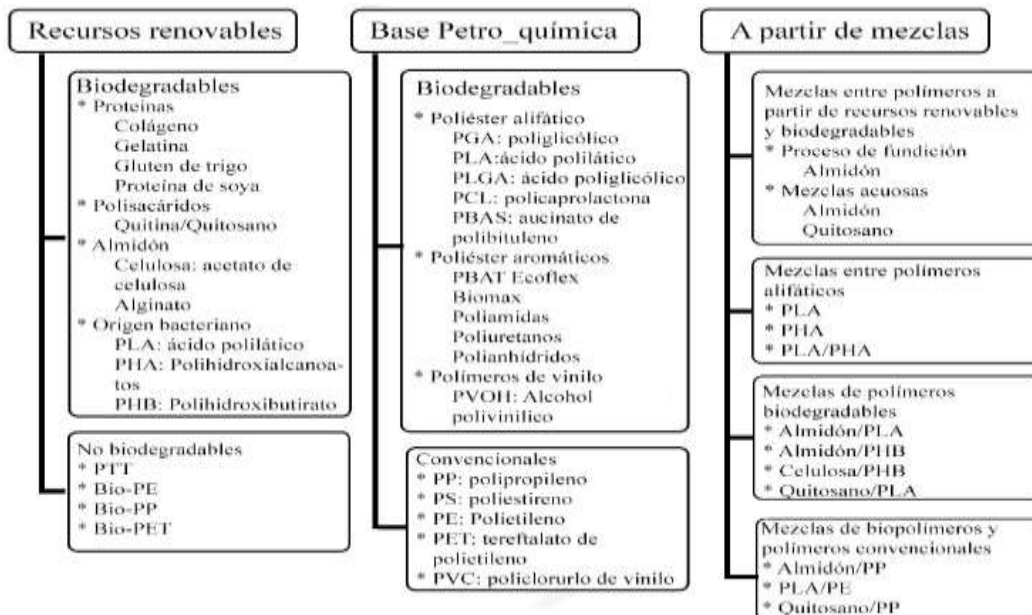 Recursos renovables
Biodegradables
* Proteínas
Colágeno
Gelatina
Gluten de trigo
Proteína de soya
* Polisacáridos
Quitina/Quitosano
* Almidón
Celulosa: acetato de
celulosa
Alginato
* Origen bacteriano
PLA: ácido polilático
PHA: Polihidroxialcanoa-
tos
PHB: Polihidroxibutirato
No biodegradables
* PTT
* Bio-PE
* Bio-PP
* Bio-PET
Base Petro_química
Biodegradables
* Poliéster alifático
PGA: poliglicólico
PLA:ácido polilático
PLGA: ácido poliglicólico
PCL: policaprolactona
PBAS: aucinato de
polibituleno
* Poliéster aromáticos
PBAT Ecoflex
Biomax
Poliamidas
Poliuretanos
Polianhídridos
* Polímeros de vinilo
PVOH: Alcohol
polivinilico
Convencionales
* PP: polipropileno
* PS: poliestireno
* PE: Polietileno
* PET: tereftalato de
polietileno
* PVC: policlorurlo de vinilo
A partir de mezclas
Mezclas entre polímeros a
partir de recursos renovables
y biodegradables
* Proceso de fundición
Almidón
* Mezclas acuosas
Almidón
Quitosano
Mezclas entre polímeros
alifáticos
* PLA
* PHA
* PLA/PHA
Mezclas de polímeros
biodegradables
* Almidón/PLA
* Almidón/PHB
* Celulosa/PHB
* Quitosano/PLA
Mezclas de biopolímeros y
polímeros convencionales
* Almidón/PP
* PLA/PE
* Quitosano/PP